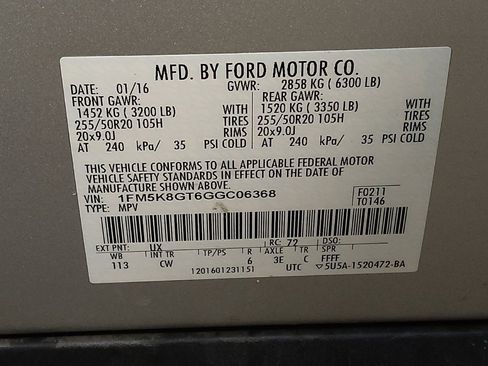 MFD. BY FORD MOTOR CO.
DATE: 01/16 GVWR: 2858 KG ( 6300 LB)
FRONT GAWR: REAR GAWR:
1452 KG ( 3200 LB) WITH 1520 KG ( 3350 LB)
255/50R20 105H TIRES 255/50R20 105H
20x9.0J RIMS 20x9.0J
AT 240 kPa/ 35 PSI COLD AT 240 kPa/ 35 PSI COLD
THIS VEHICLE CONFORMS TO ALL APPLICABLE FEDERAL MOTOR
VEHICLE SAFETY STANDARDS IN EFFECT ON THE DATE OF
MANUFACTURE SHOWN ABOVE.
VIN: 1FM5K8GT6GGC06368 F0211
TYPE: MPV T0146
EXT PNT: UX RC: 72 DSO:
WB INT TR TP/PS R AXLE TR SPR
113 CW 6 3E C FFFF
1201601231151 UTC ▽5U5A-1520472-BA